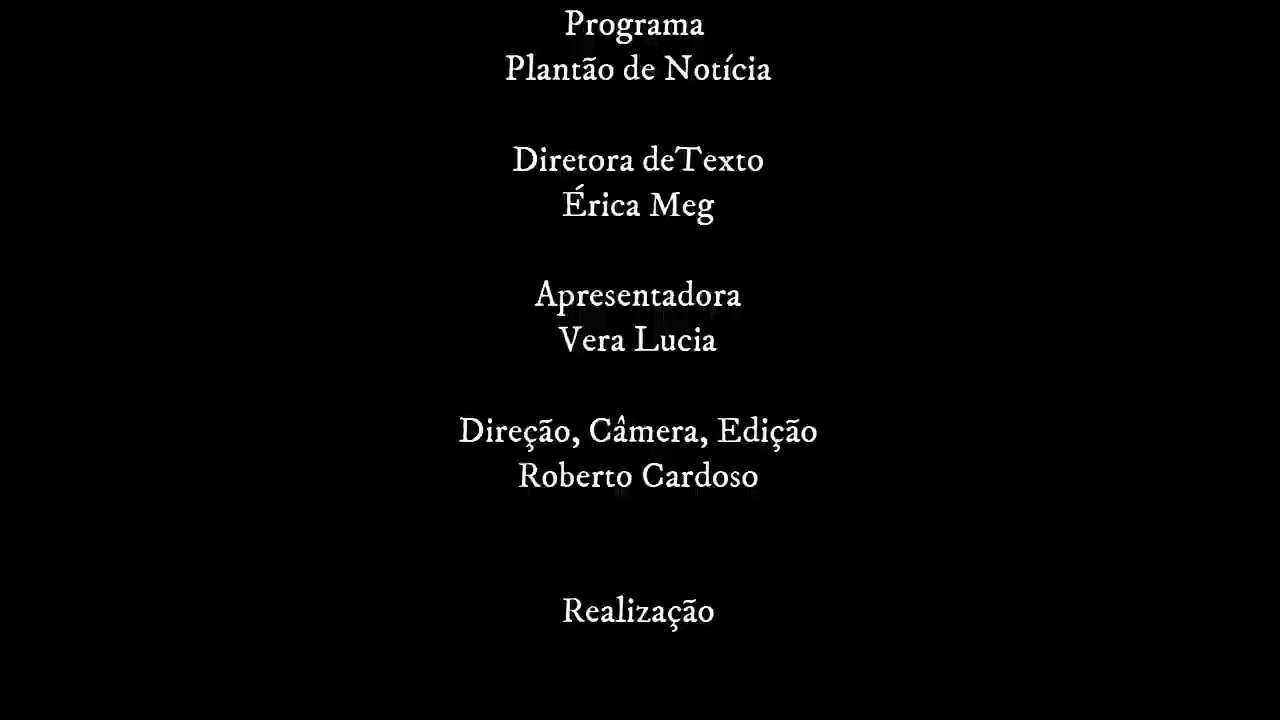 Programa
Plantão de Notícia
Diretora deTexto
Érica Meg
Apresentadora
Vera Lucia
Direção, Câmera, Edição
Roberto Cardoso
Realização